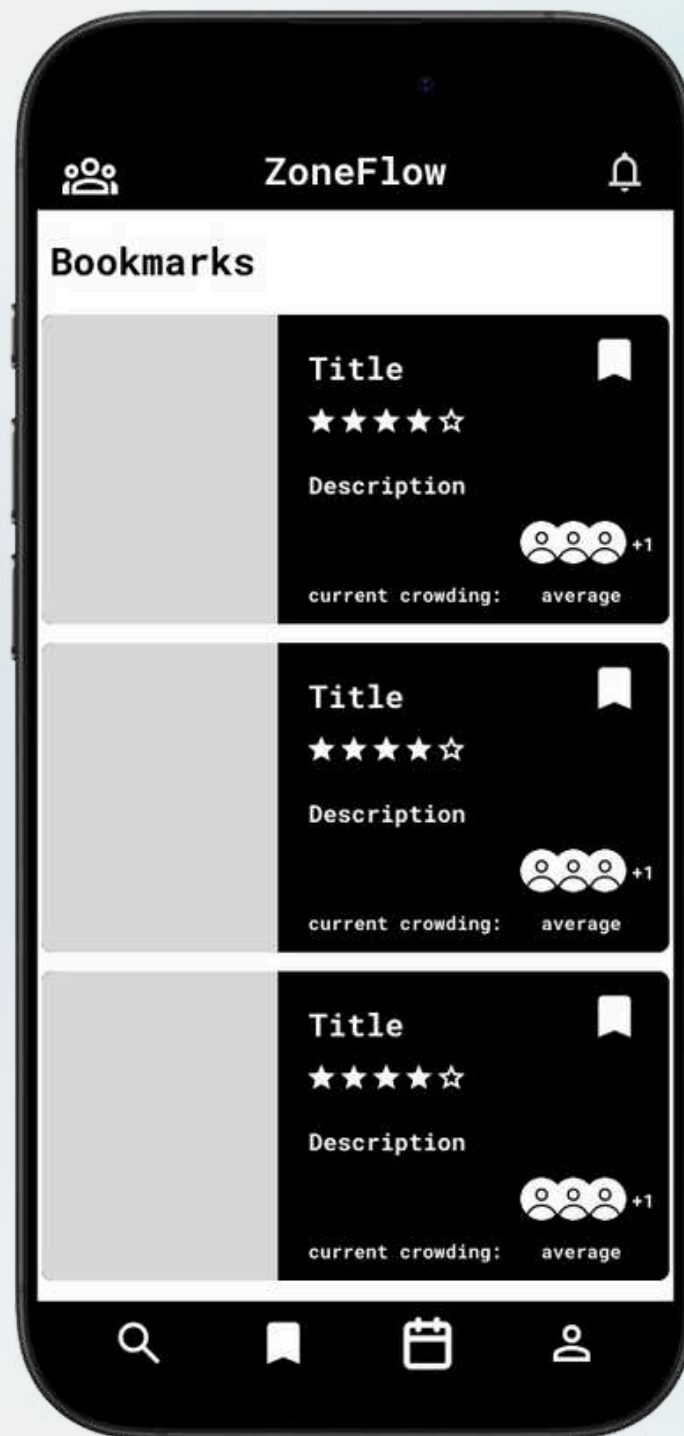 ZoneFlow
Bookmarks
Title
Description
+1
current crowding: average
Title
Description
+1
current crowding: average
Title
Description
+1
current crowding: average